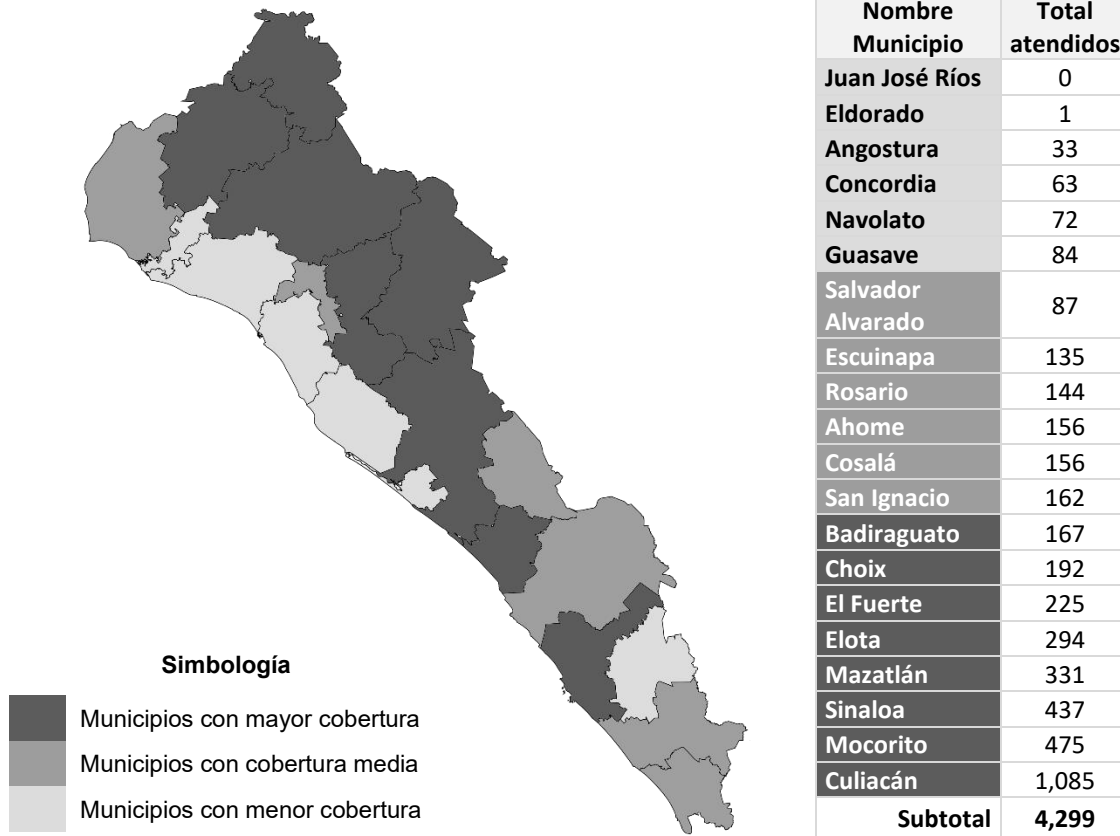 Simbología
Municipios con mayor cobertura
Municipios con cobertura media
Municipios con menor cobertura
Nombre Municipio Total atendidos
Juan José Ríos 0
Eldorado 1
Angostura 33
Concordia 63
Navolato 72
Guasave 84
Salvador Alvarado 87
Escuinapa 135
Rosario 144
Ahome 156
Cosalá 156
San Ignacio 162
Badiraguato 167
Choix 192
El Fuerte 225
Elota 294
Mazatlán 331
Sinaloa 437
Mocorito 475
Culiacán 1,085
Subtotal 4,299